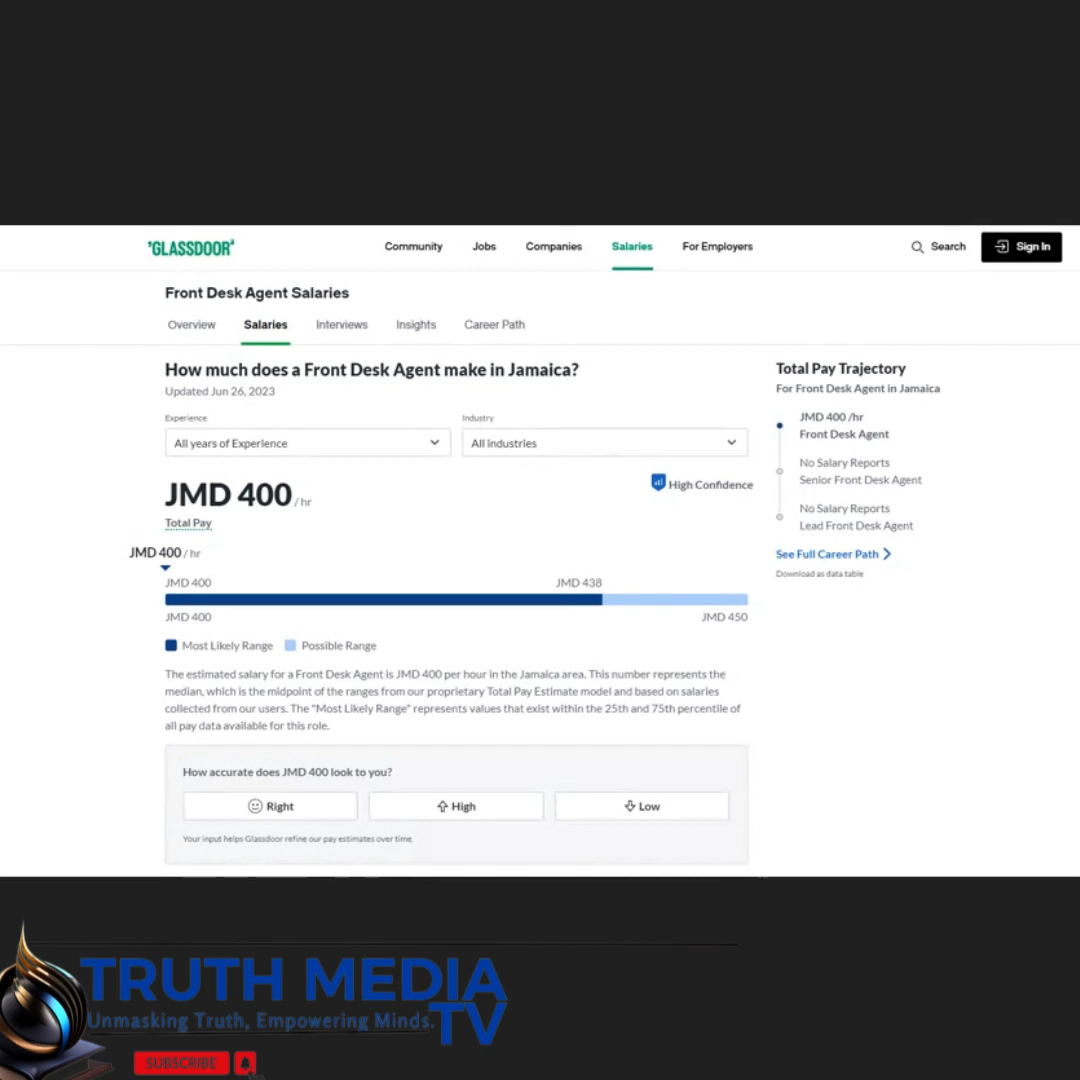 GLASSDOOR
Community Jobs Companies Salaries For Employers Search Sign In
Front Desk Agent Salaries
Overview Salaries Interviews Insights Career Path
How much does a Front Desk Agent make in Jamaica?
Updated Jun 26, 2023
Experience Industry
All years of Experience All industries
JMD 400 / hr
High Confidence
Total Pay
JMD 400 / hr
JMD 400 JMD 438
JMD 400 JMD 450
Most Likely Range Possible Range
The estimated salary for a Front Desk Agent is JMD 400 per hour in the Jamaica area. This number represents the
median, which is the midpoint of the ranges from our proprietary Total Pay Estimate model and based on salaries
collected from our users. The "Most Likely Range" represents values that exist within the 25th and 75th percentile of
all pay data available for this role.
How accurate does JMD 400 look to you?
Right High Low
Your input helps Glassdoor refine our pay estimates over time.
Total Pay Trajectory
For Front Desk Agent in Jamaica
JMD 400 /hr
Front Desk Agent
No Salary Reports
Senior Front Desk Agent
No Salary Reports
Lead Front Desk Agent
See Full Career Path
Download as data table
TRUTH MEDIA
Unmasking Truth, Empowering Minds.
TV
SUBSCRIBE